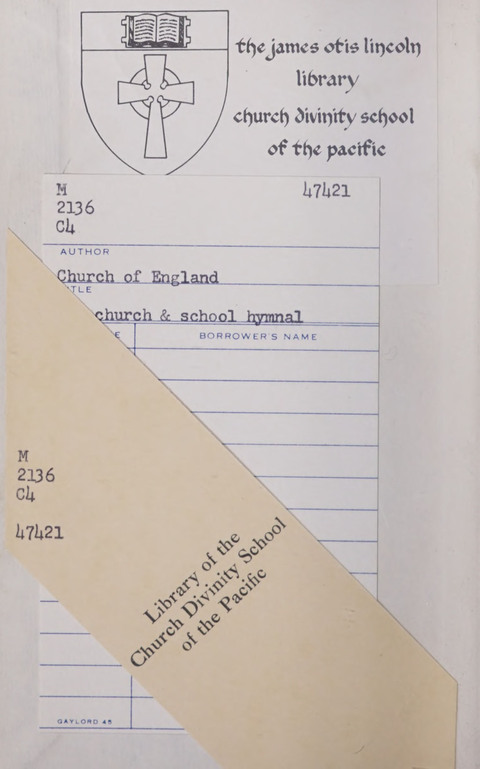 the james otis lincoln
library
church divinity school
of the pacific
M 47421
2136
C4
AUTHOR
Church of England
TLE
church & school hymnal
E BORROWER'S NAME
M
2136
C4
47421
Library of the
Church Divinity School
of the Pacific
GAYLORD 45